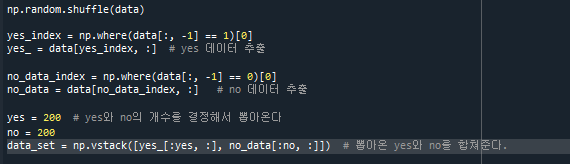 np.random.shuffle(data)
yes_index = np.where(data[:, -1] == 1)[0]
yes_ = data[yes_index, :]  # yes 데이터 추출
no_data_index = np.where(data[:, -1] == 0)[0]
no_data = data[no_data_index, :]  # no 데이터 추출
yes = 200  # yes와 no의 개수를 결정해서 뽑아온다
no = 200
data_set = np.vstack([yes_[:yes, :], no_data[:no, :]])  # 뽑아온 yes와 no를 합쳐준다.